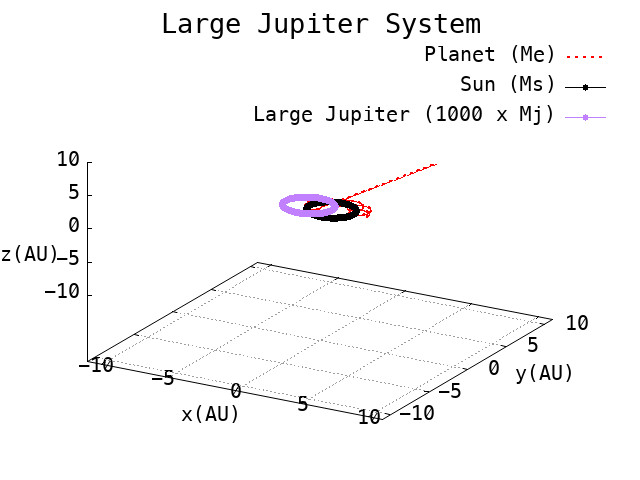 Large Jupiter System
Planet (Me)
Sun (Ms)
Large Jupiter (1000 x Mj)
10
5
0
z(AU)
-5
-10
-10
-5
0
5
10
x(AU)
-10
-5
0
5
10
y(AU)